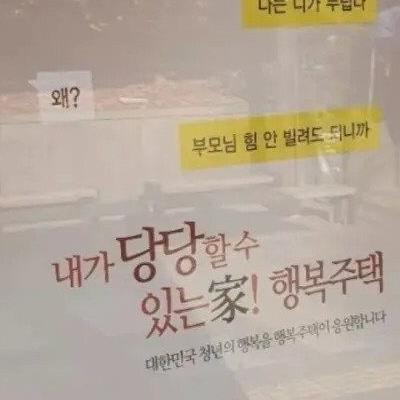 나는 니가 부럽다
왜?
부모님 힘 안 빌려도 되니까
내가 당당할 수
있는家! 행복주택
대한민국 청년의 행복을 행복주택이 응원합니다